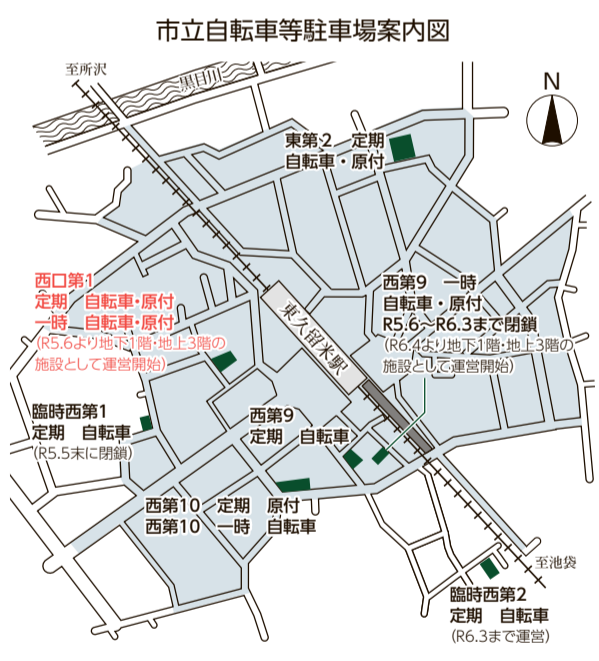 市立自転車等駐車場案内図
至所沢
黒目川
N
東第2 定期
自転車・原付
西口第1
定期 自転車・原付
一時 自転車・原付
(R5.6より地下1階・地上3階の
施設として運営開始)
西第9 一時
自転車・原付
R5.6～R6.3まで閉鎖
(R6.4より地下1階・地上3階の
施設として運営開始)
東久留米駅
臨時西第1
定期 自転車
(R5.5末に閉鎖)
西第9
定期 自転車
西第10 定期 原付
西第10 一時 自転車
至池袋
臨時西第2
定期 自転車
(R6.3まで運営)